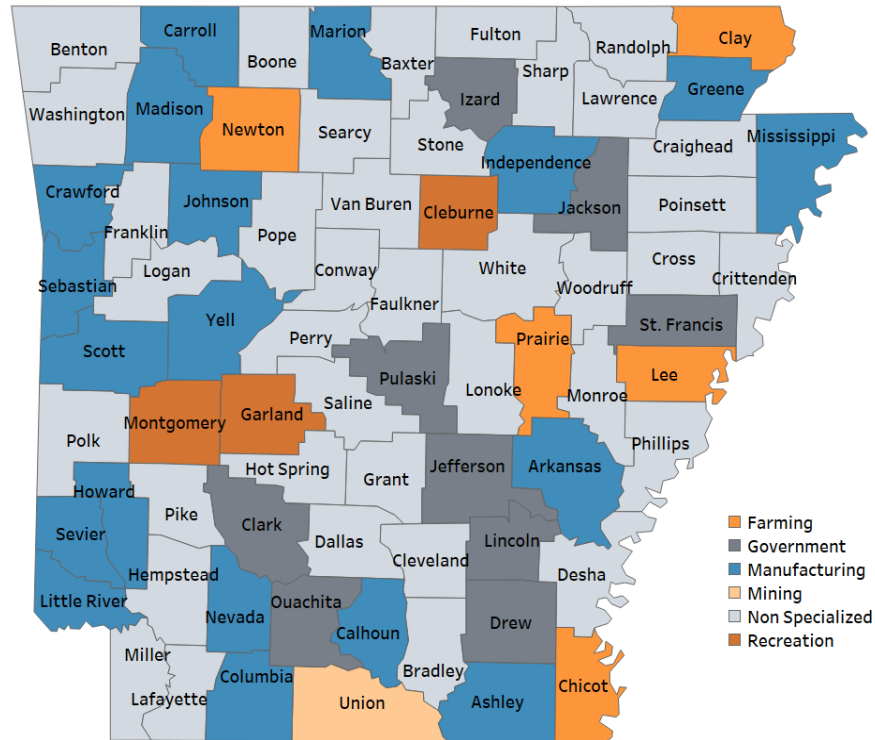 Benton
Carroll
Boone
Marion
Baxter
Fulton
Sharp
Randolph
Clay
Izard
Lawrence
Greene
Washington
Madison
Newton
Searcy
Stone
Independence
Craighead
Mississippi
Crawford
Franklin
Johnson
Pope
Van Buren
Cleburne
Jackson
Poinsett
Sebastian
Logan
Conway
Faulkner
White
Woodruff
Cross
Crittenden
Scott
Yell
Perry
Pulaski
Lonoke
Prairie
Monroe
St. Francis
Lee
Phillips
Polk
Montgomery
Garland
Saline
Hot Spring
Grant
Jefferson
Arkansas
Howard
Sevier
Pike
Clark
Dallas
Cleveland
Lincoln
Desha
Little River
Hempstead
Nevada
Ouachita
Calhoun
Bradley
Drew
Chicot
Miller
Lafayette
Columbia
Union
Ashley
Farming
Government
Manufacturing
Mining
Non Specialized
Recreation